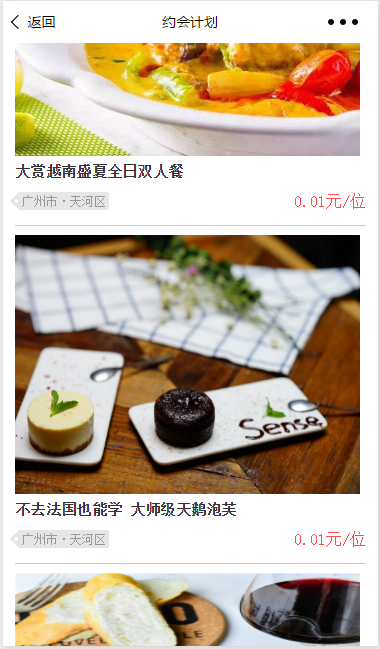 返回 约会计划
大赏越南盛夏全日双人餐
广州市·天河区 0.01元/位
Sense
不去法国也能学 大师级天鹅泡芙
广州市·天河区 0.01元/位